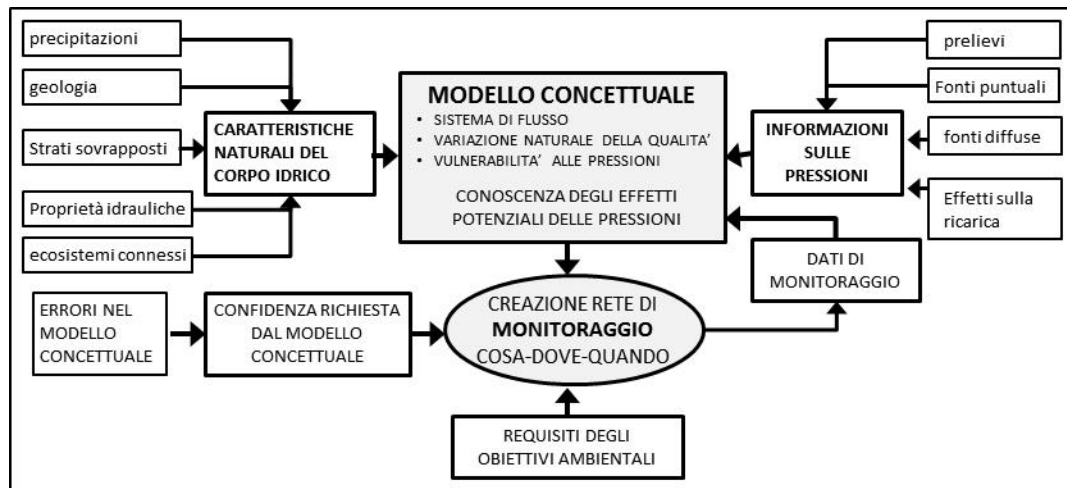 precipitazioni
geologia
Strati sovrapposti
Proprietà idrauliche
ecosistemi connessi
CARATTERISTICHE
NATURALI DEL
CORPO IDRICO
MODELLO CONCETTUALE
• SISTEMA DI FLUSSO
• VARIAZIONE NATURALE DELLA QUALITA’
• VULNERABILITA’ ALLE PRESSIONI
CONOSCENZA DEGLI EFFETTI
POTENZIALI DELLE PRESSIONI
INFORMAZIONI
SULLE
PRESSIONI
prelievi
Fonti puntuali
fonti diffuse
Effetti sulla
ricarica
DATI DI
MONITORAGGIO
ERRORI NEL
MODELLO
CONCETTUALE
CONFIDENZA RICHIESTA
DAL MODELLO
CONCETTUALE
CREAZIONE RETE DI
MONITORAGGIO
COSA-DOVE-QUANDO
REQUISITI DEGLI
OBIETTIVI AMBIENTALI